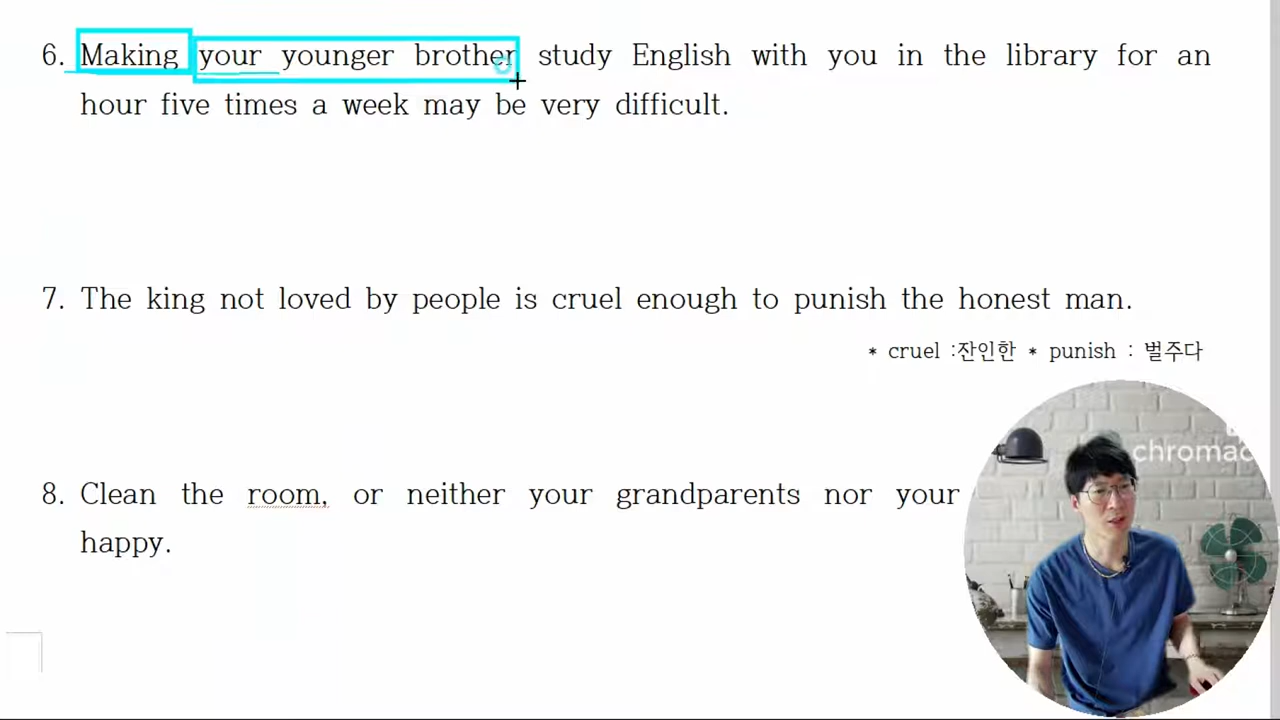 6. Making your younger brother study English with you in the library for an
hour five times a week may be very difficult.
7. The king not loved by people is cruel enough to punish the honest man.
* cruel :잔인한 * punish : 벌주다
chromac
8. Clean the room, or neither your grandparents nor your
happy.